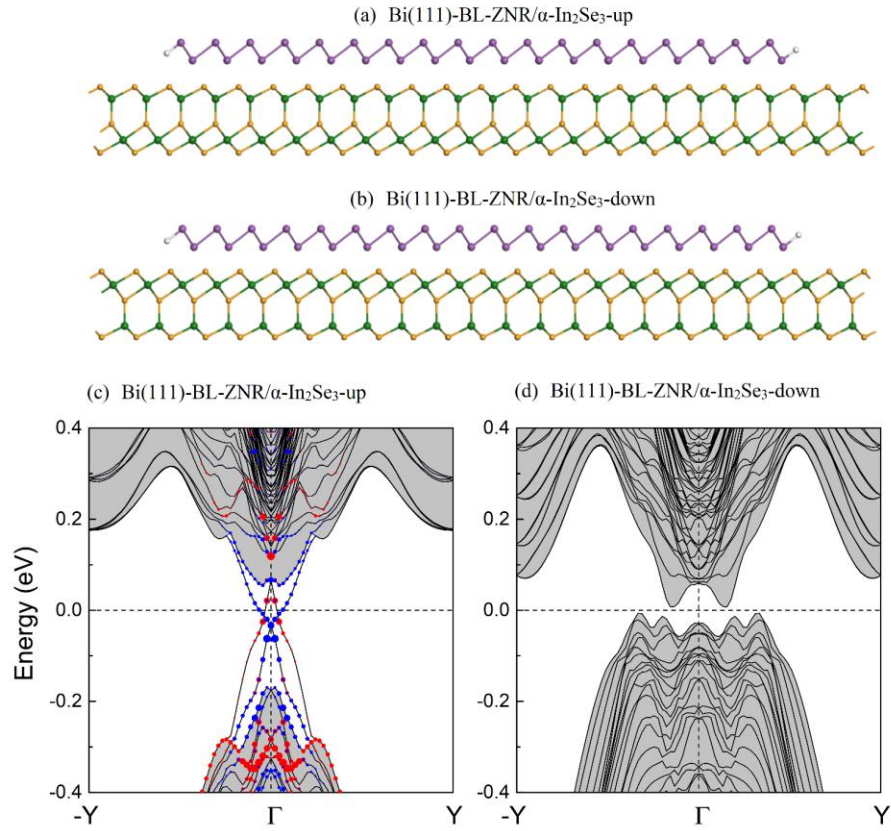 (a) Bi(111)-BL-ZNR/α-In₂Se₃-up
(b) Bi(111)-BL-ZNR/α-In₂Se₃-down
(c) Bi(111)-BL-ZNR/α-In₂Se₃-up
(d) Bi(111)-BL-ZNR/α-In₂Se₃-down
Energy (eV)
0.4
0.2
0.0
-0.2
-0.4
-Y
Γ
Y
0.4
0.2
0.0
-0.2
-0.4
-Y
Γ
Y